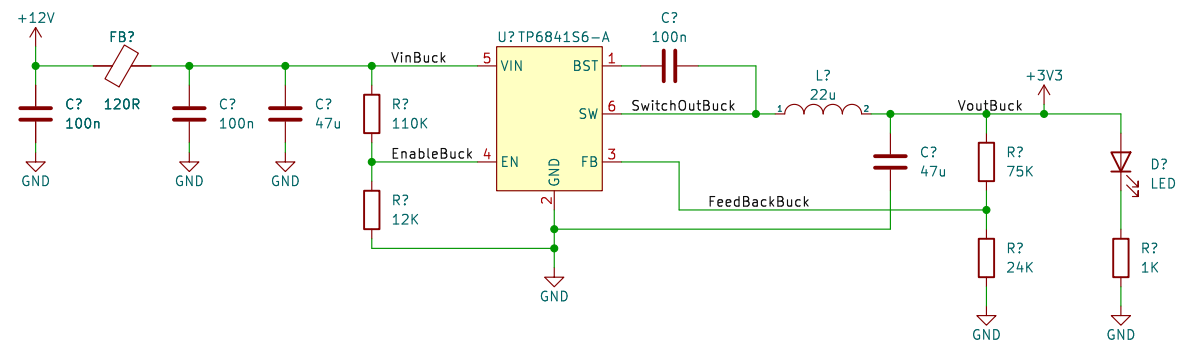 +12V
FB?
120R
C?
100n
GND
C?
100n
GND
C?
47u
GND
VinBuck
R?
110K
EnableBuck
R?
12K
U? TP6841S6-A
5 VIN
BST 1
SW 6
4 EN
FB 3
GND
2
GND
C?
100n
SwitchOutBuck
L?
22u
1 2
C?
47u
FeedBackBuck
VoutBuck
+3V3
R?
75K
R?
24K
GND
D?
LED
R?
1K
GND